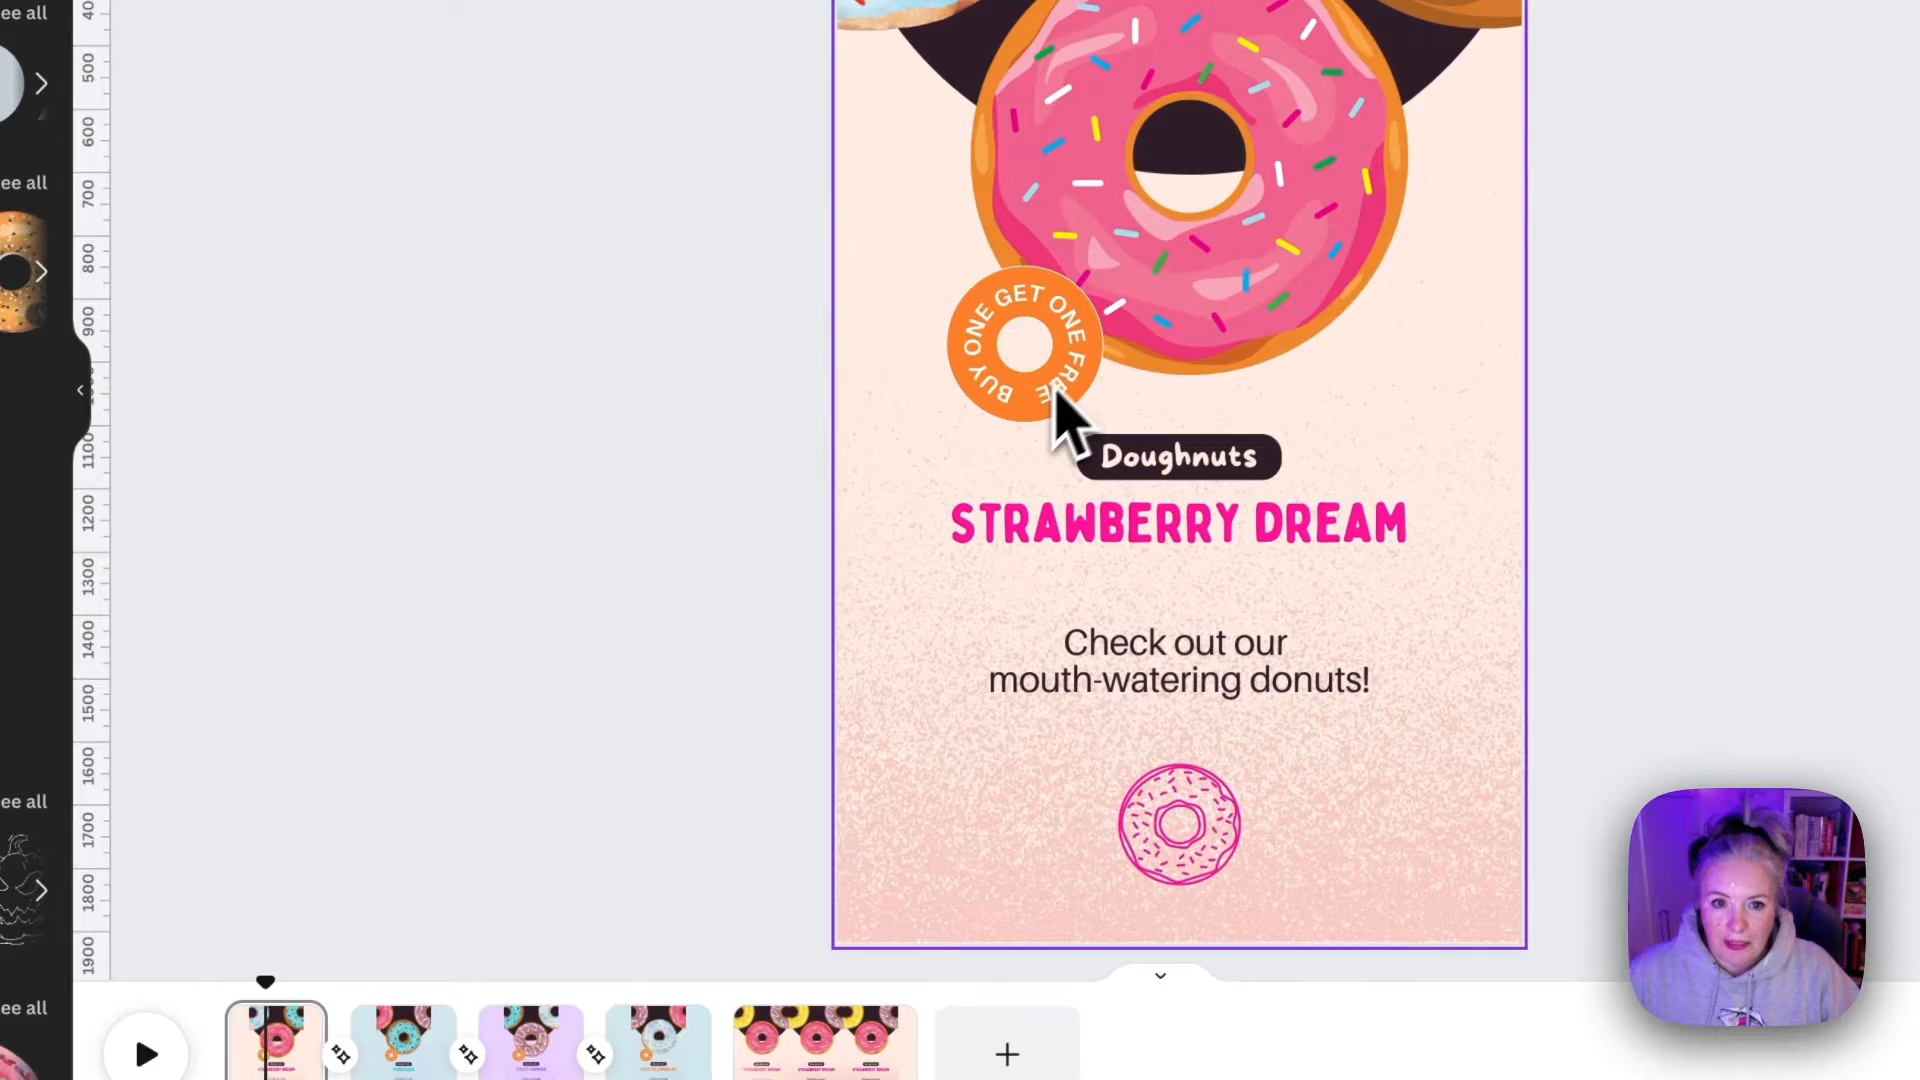 ee all
ee all
ee all
ee all
40
500
600
700
800
900
1100
1200
1300
1400
1500
1600
1700
1800
1900
BUY ONE GET ONE FREE
Doughnuts
STRAWBERRY DREAM
Check out our
mouth-watering donuts!